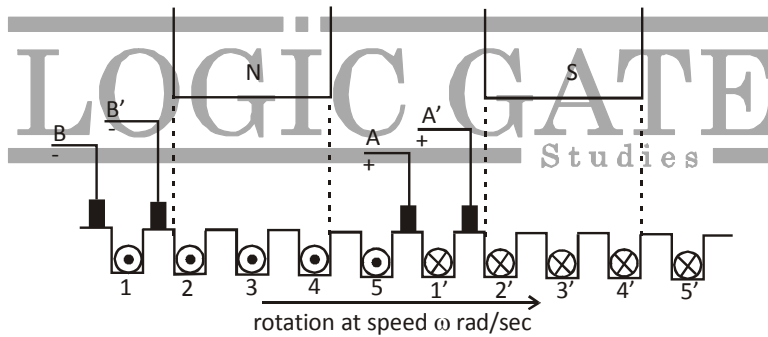 LOGIC GATE
Studies
N
S
B
-
B’
-
A
+
A’
+
1 2 3 4 5 1’ 2’ 3’ 4’ 5’
rotation at speed ω rad/sec